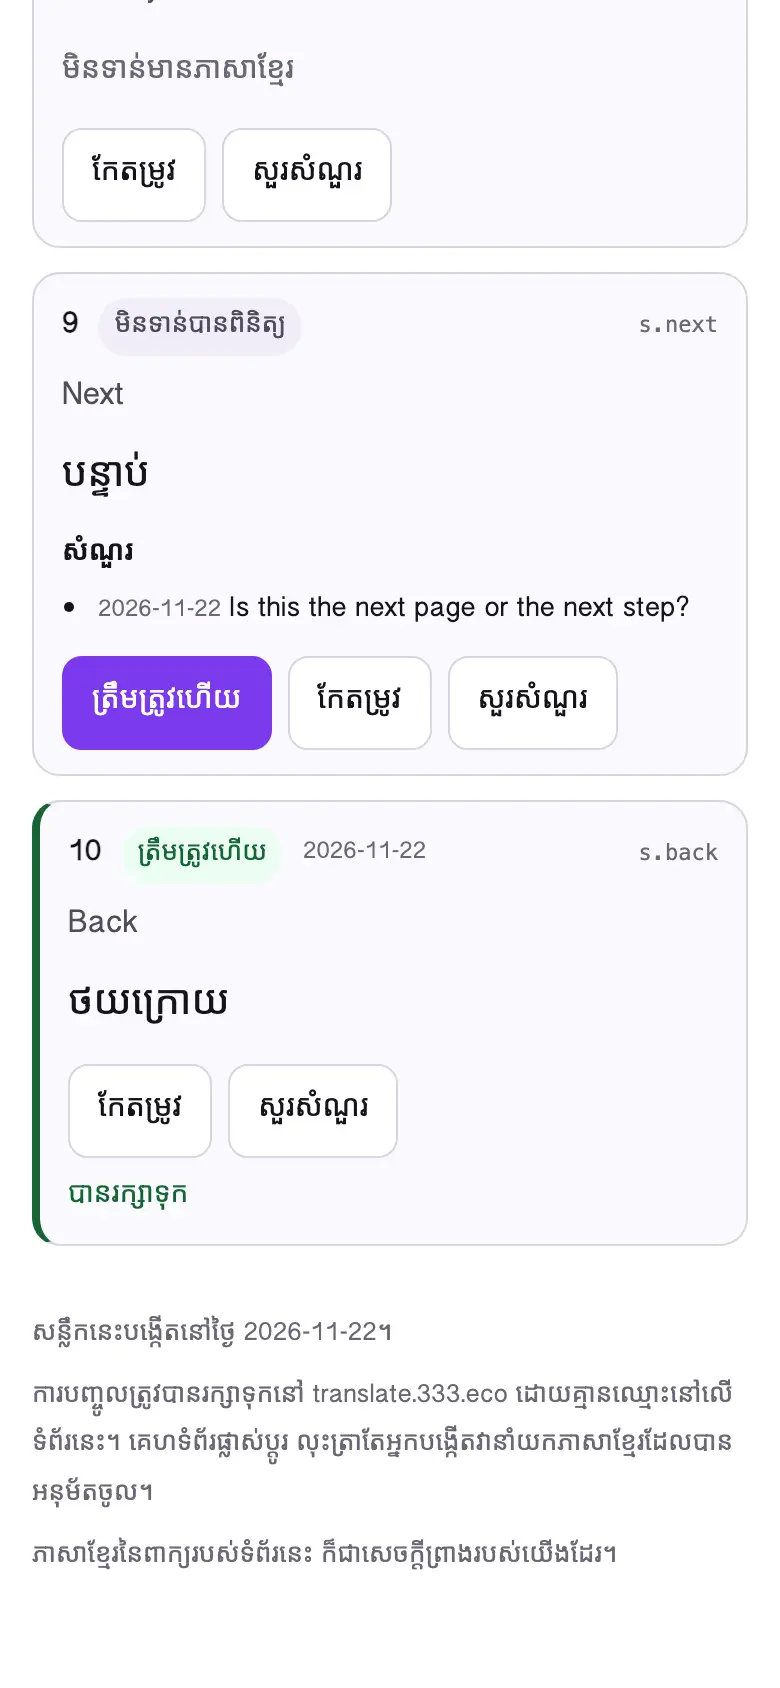 មិនទាន់មានភាសាខ្មែរ
កែតម្រូវ សួរសំណួរ
9 មិនទាន់បានពិនិត្យ s.next
Next
បន្ទាប់
សំណួរ
• 2026-11-22 Is this the next page or the next step?
ត្រឹមត្រូវហើយ កែតម្រូវ សួរសំណួរ
10 ត្រឹមត្រូវហើយ 2026-11-22 s.back
Back
ថយក្រោយ
កែតម្រូវ សួរសំណួរ
បានរក្សាទុក
សន្លឹកនេះបង្កើតនៅថ្ងៃ 2026-11-22។
ការបញ្ចូលត្រូវបានរក្សាទុកនៅ translate.333.eco ដោយគ្មានឈ្មោះនៅលើ
ទំព័រនេះ។ គេហទំព័រផ្លាស់ប្តូរ លុះត្រាតែអ្នកបង្កើតវានាំយកភាសាខ្មែរដែលបាន
អនុម័តចូល។
ភាសាខ្មែរនៃពាក្យរបស់ទំព័រនេះ ក៏ជាសេចក្តីព្រាងរបស់យើងដែរ។